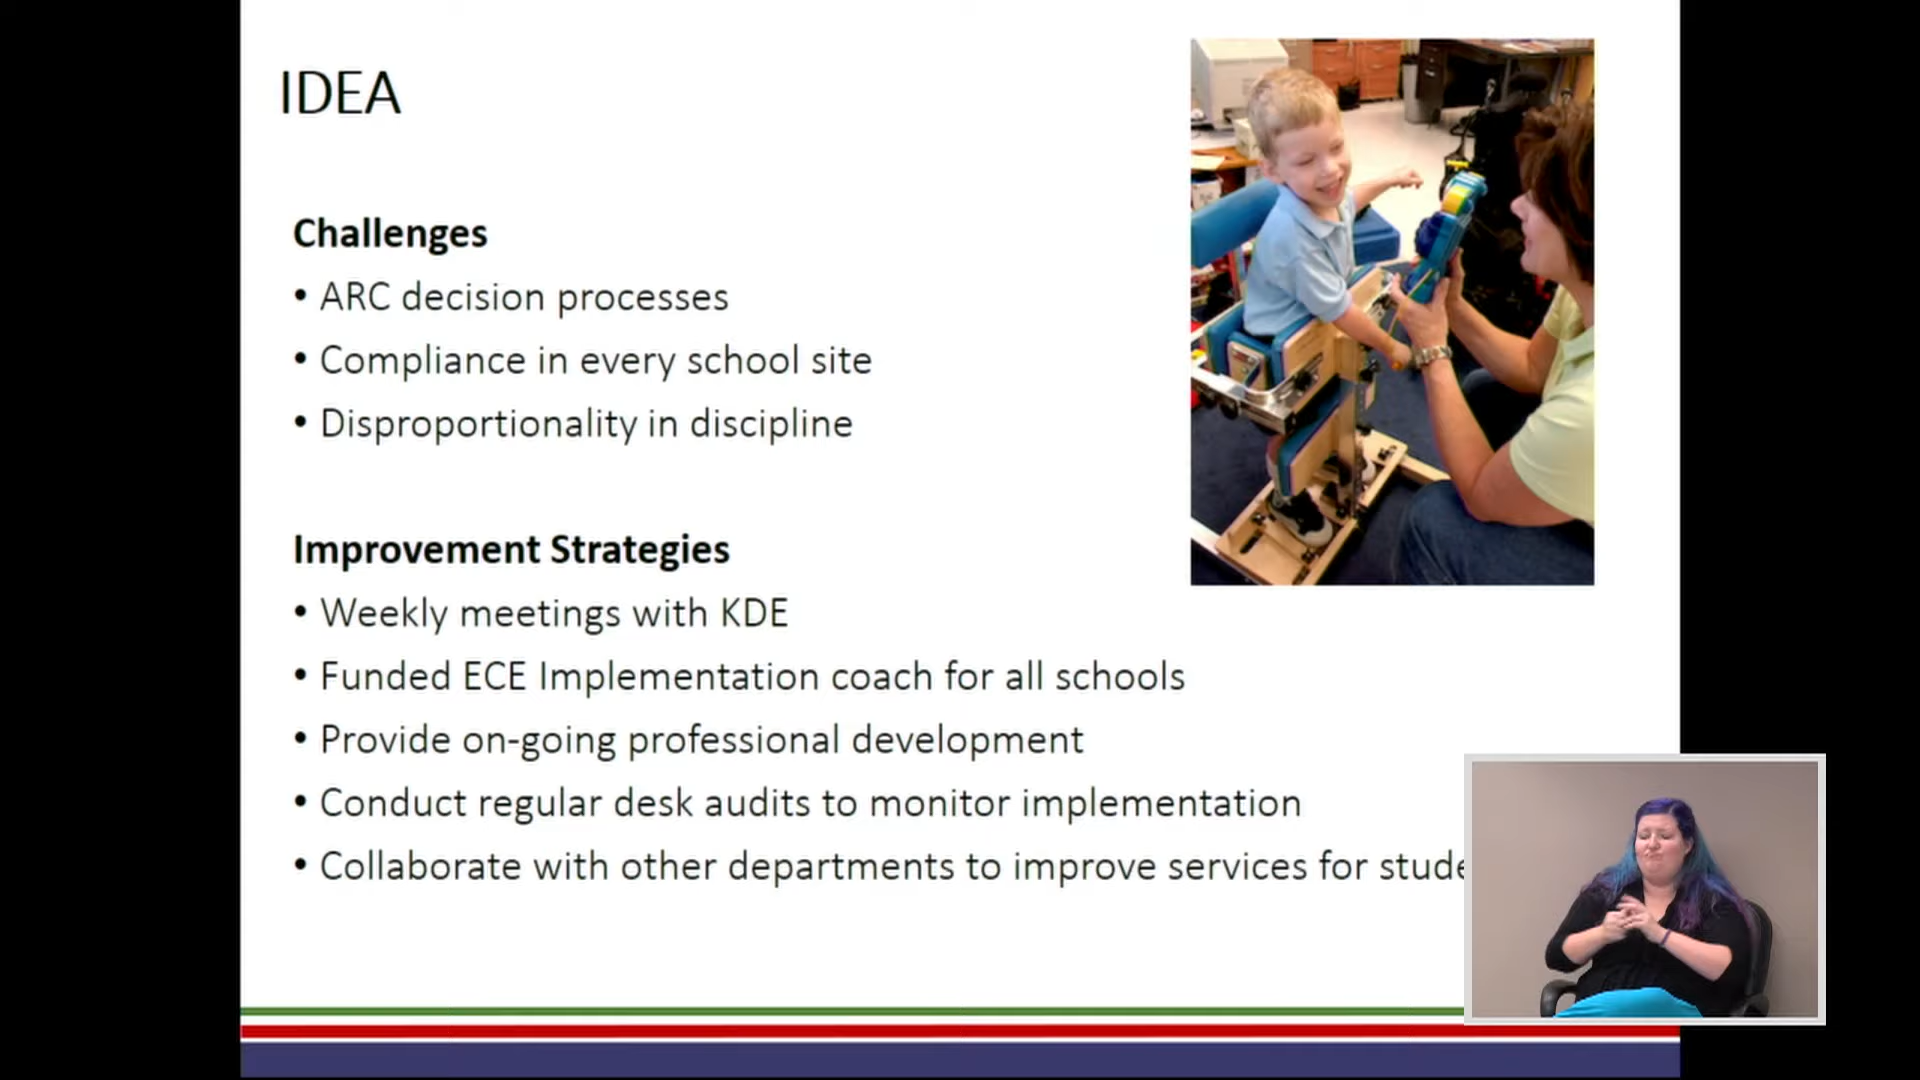 IDEA
Challenges
• ARC decision processes
• Compliance in every school site
• Disproportionality in discipline
Improvement Strategies
• Weekly meetings with KDE
• Funded ECE Implementation coach for all schools
• Provide on-going professional development
• Conduct regular desk audits to monitor implementation
• Collaborate with other departments to improve services for